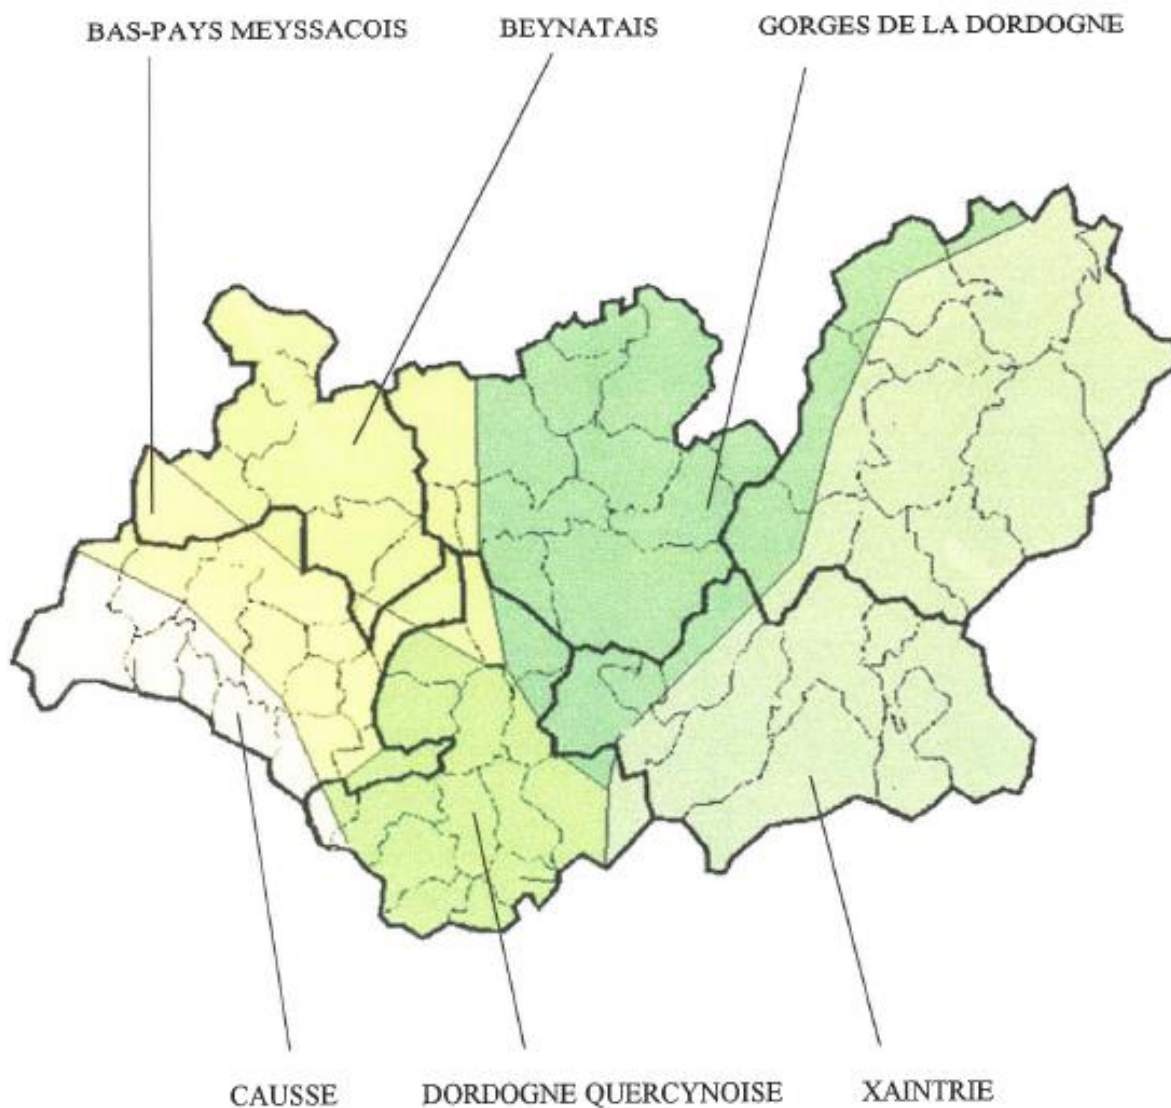 BAS-PAYS MEYSSACOIS
BEYNATAIS
GORGES DE LA DORDOGNE
CAUSSE
DORDOGNE QUERCYNOISE
XAINTRIE